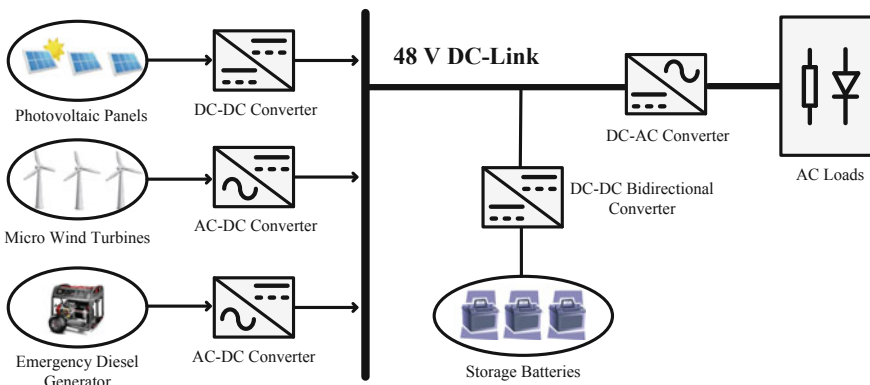 Photovoltaic Panels
DC-DC Converter
48 V DC-Link
DC-AC Converter
AC Loads
Micro Wind Turbines
AC-DC Converter
DC-DC Bidirectional
Converter
Emergency Diesel
Generator
AC-DC Converter
Storage Batteries